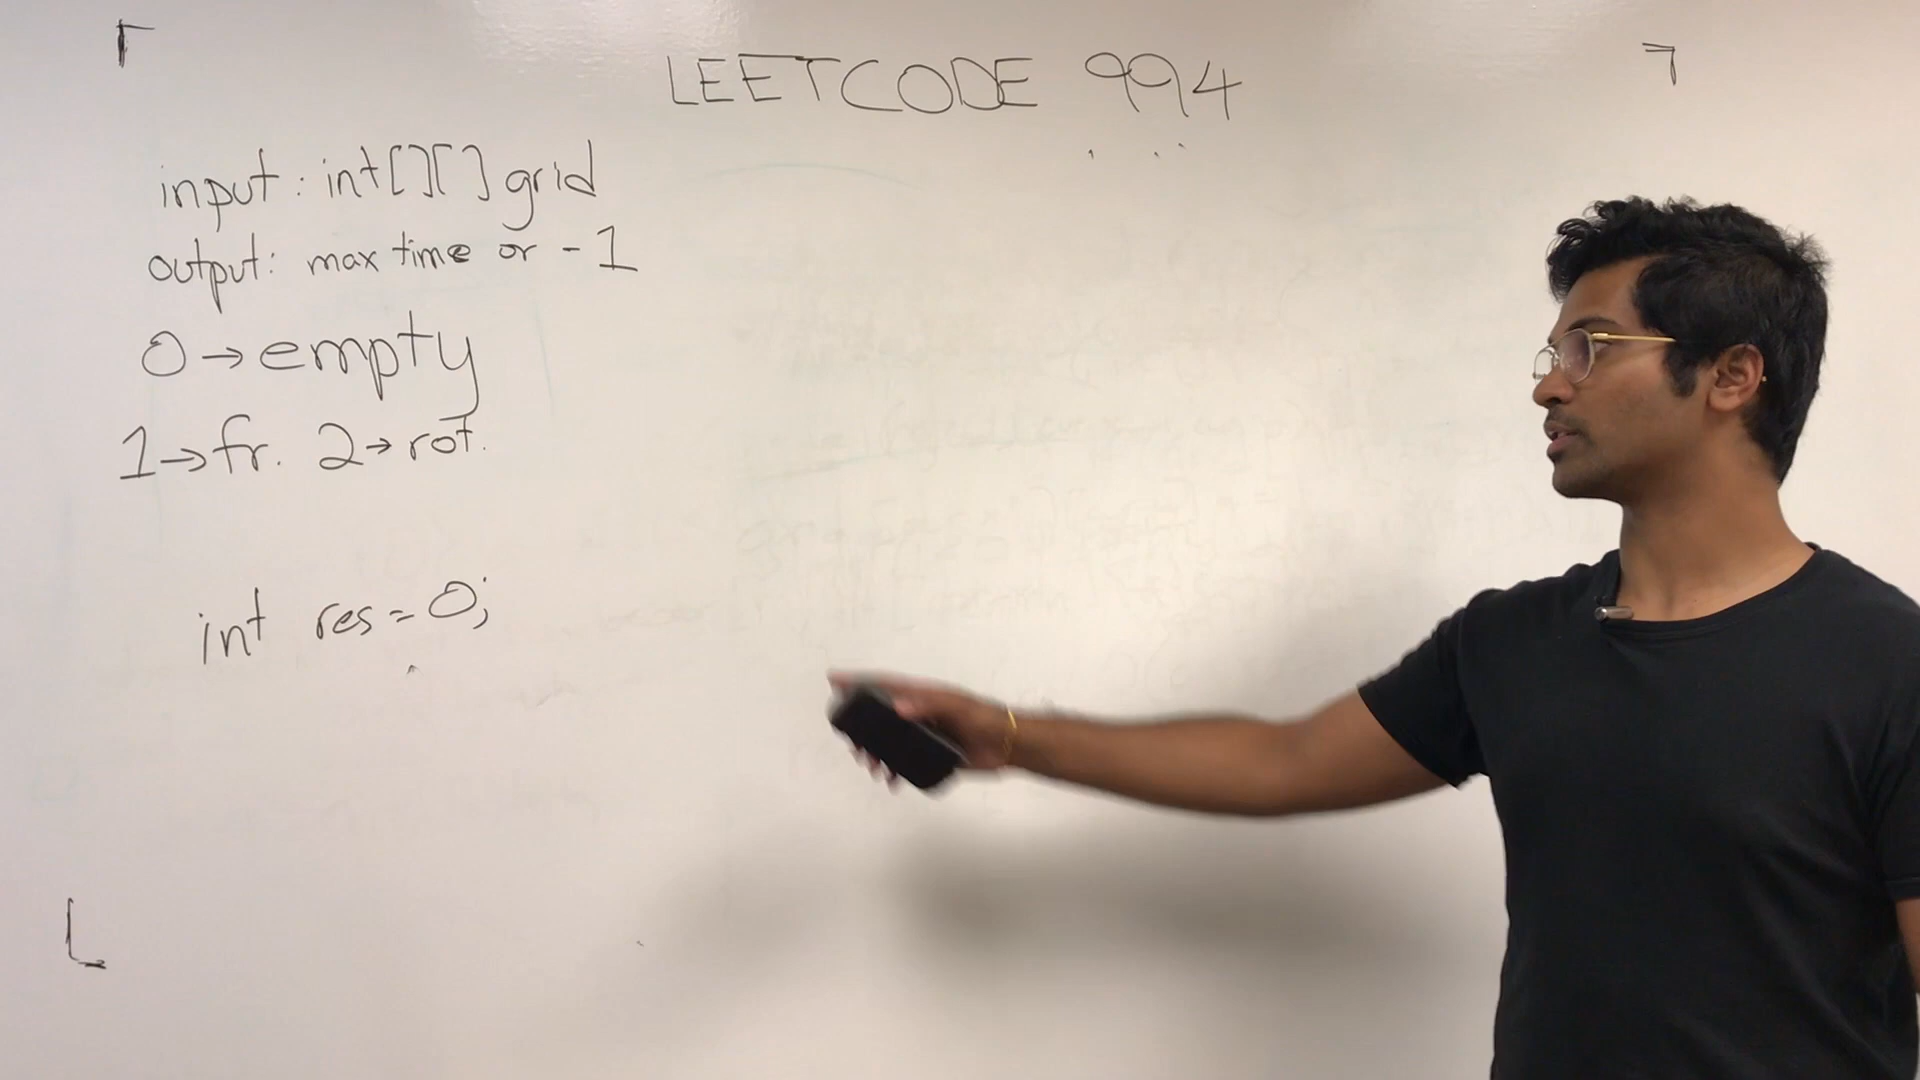 LEETCODE 994
input: int[][] grid
output: max time or -1
0→empty
1→fr. 2→rot.
int res=0;